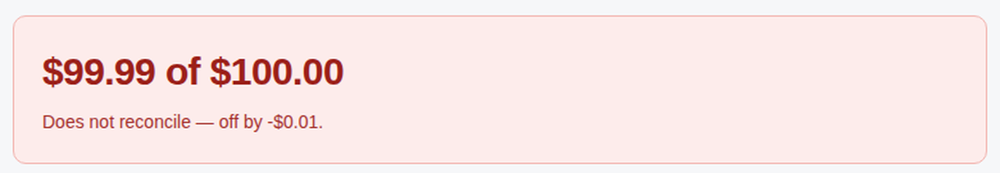 $99.99 of $100.00
Does not reconcile — off by -$0.01.